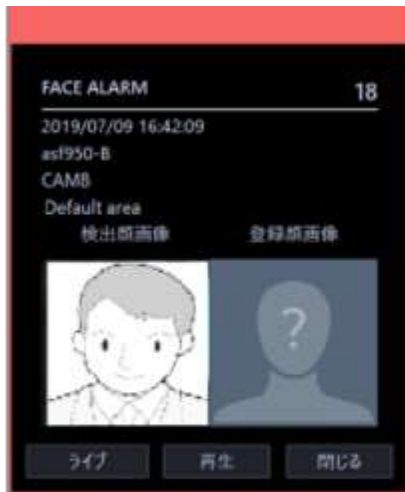 FACE ALARM 18
2019/07/09 16:42:09
asf950-B
CAM8
Default area
検出顔画像 登録顔画像
?
ライブ 再生 閉じる